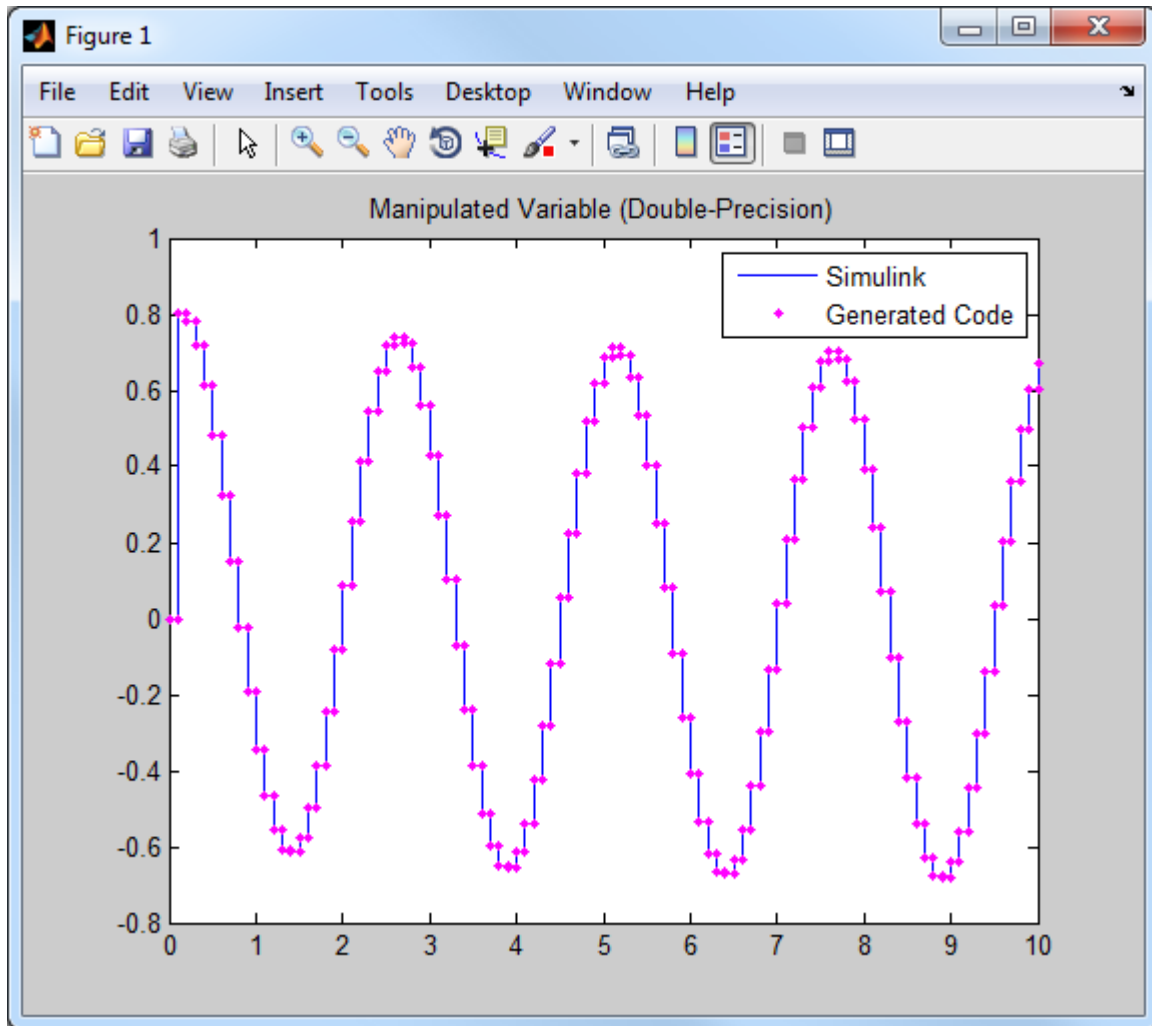 Figure 1
File Edit View Insert Tools Desktop Window Help
Manipulated Variable (Double-Precision)
Simulink
Generated Code
1
0.8
0.6
0.4
0.2
0
-0.2
-0.4
-0.6
-0.8
0 1 2 3 4 5 6 7 8 9 10